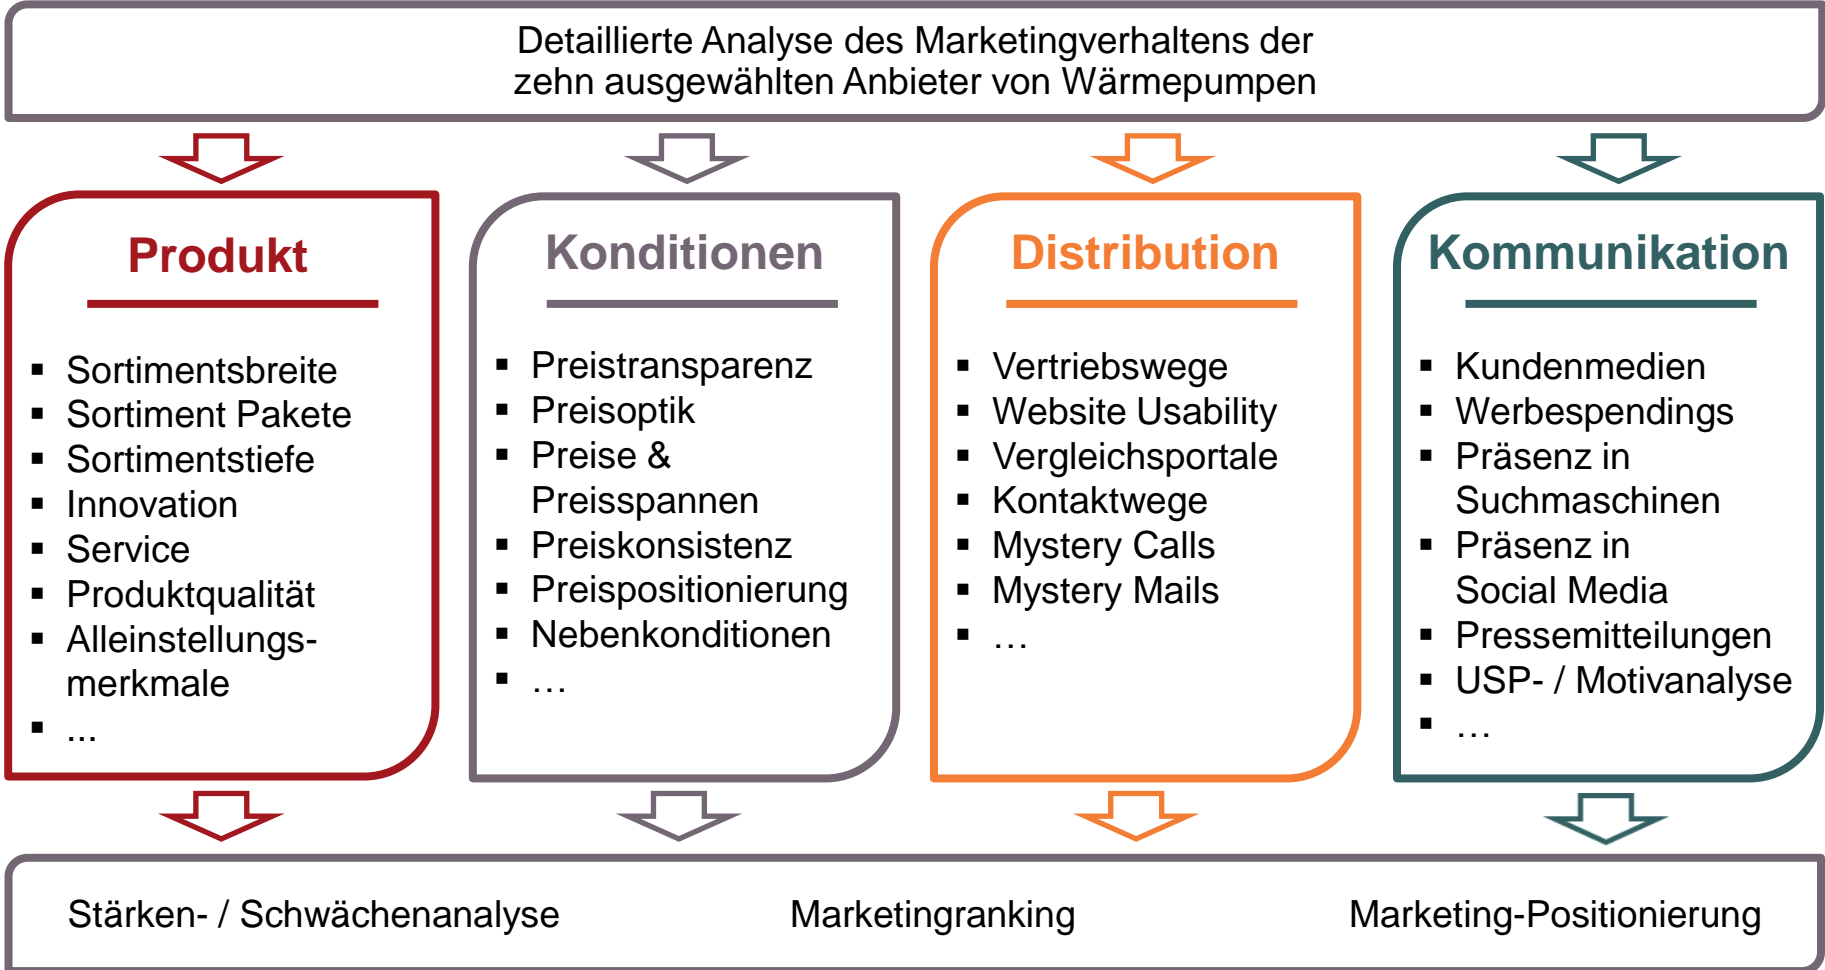 Detaillierte Analyse des Marketingverhaltens der
zehn ausgewählten Anbieter von Wärmepumpen
Produkt
▪ Sortimentsbreite
▪ Sortiment Pakete
▪ Sortimentstiefe
▪ Innovation
▪ Service
▪ Produktqualität
▪ Alleinstellungs-
merkmale
▪ ...
Konditionen
▪ Preistransparenz
▪ Preisoptik
▪ Preise &
Preisspannen
▪ Preiskonsistenz
▪ Preispositionierung
▪ Nebenkonditionen
▪ …
Distribution
▪ Vertriebswege
▪ Website Usability
▪ Vergleichsportale
▪ Kontaktwege
▪ Mystery Calls
▪ Mystery Mails
▪ …
Kommunikation
▪ Kundenmedien
▪ Werbespendings
▪ Präsenz in
Suchmaschinen
▪ Präsenz in
Social Media
▪ Pressemitteilungen
▪ USP- / Motivanalyse
▪ …
Stärken- / Schwächenanalyse
Marketingranking
Marketing-Positionierung